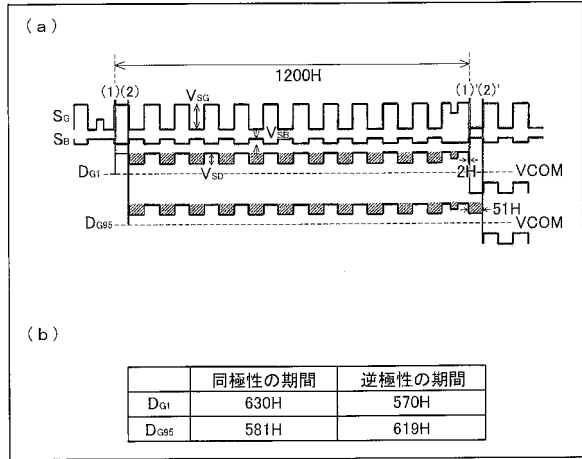 (a)
1200H
(1)(2)
VSG
(1)'(2)'
SG
SB
VSB
DG1
VSD
2H
VCOM
DG95
51H
VCOM
(b)
同極性の期間 逆極性の期間
DG1 630H 570H
DG95 581H 619H